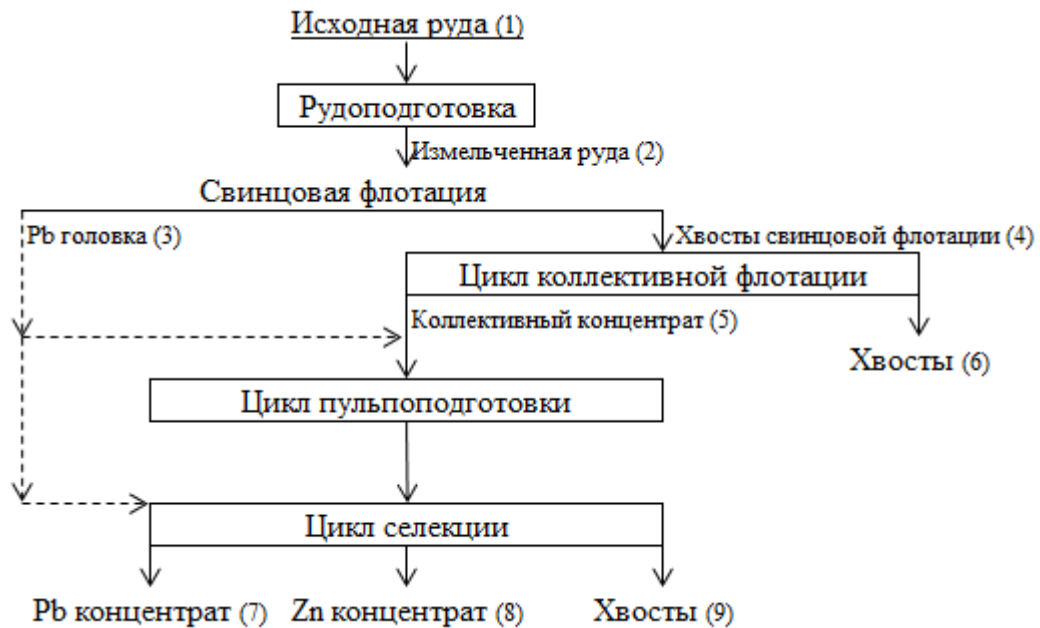 Исходная руда (1)
Рудоподготовка
Измельченная руда (2)
Свинцовая флотация
Pb головка (3)
Хвосты свинцовой флотации (4)
Цикл коллективной флотации
Коллективный концентрат (5)
Хвосты (6)
Цикл пульпоподготовки
Цикл селекции
Pb концентрат (7)
Zn концентрат (8)
Хвосты (9)